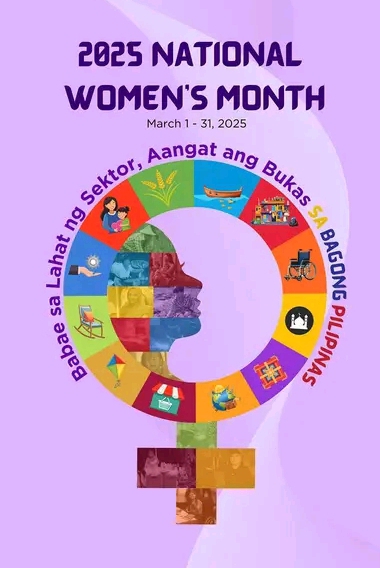 2025 NATIONAL
WOMEN'S MONTH
March 1 - 31, 2025
Babae sa Lahat ng Sektor, Aangat ang Bukas SA BAGONG PILIPINAS